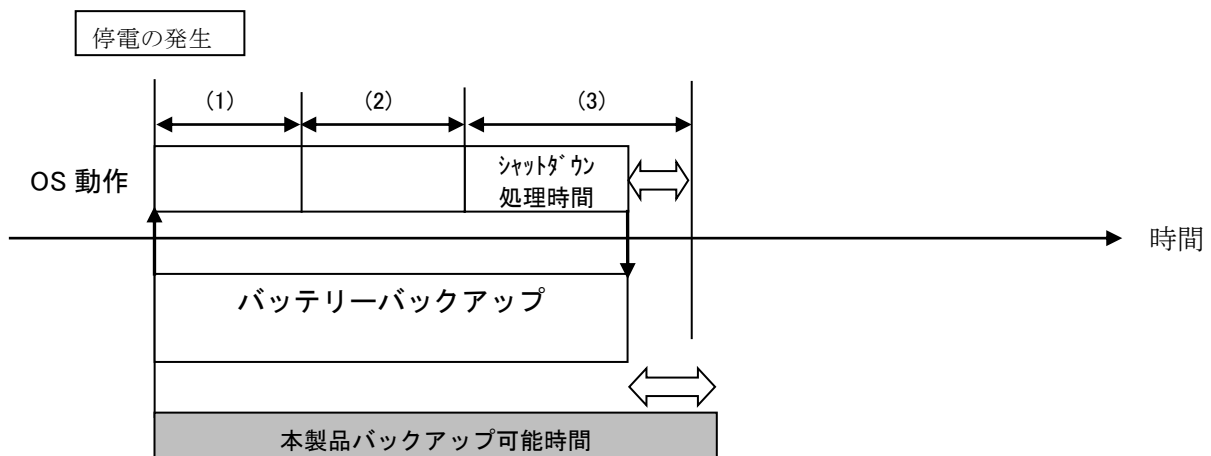 停電の発生
(1)
(2)
(3)
OS 動作
ｼｬｯﾄﾀﾞｳﾝ
処理時間
時間
バッテリーバックアップ
本製品バックアップ可能時間